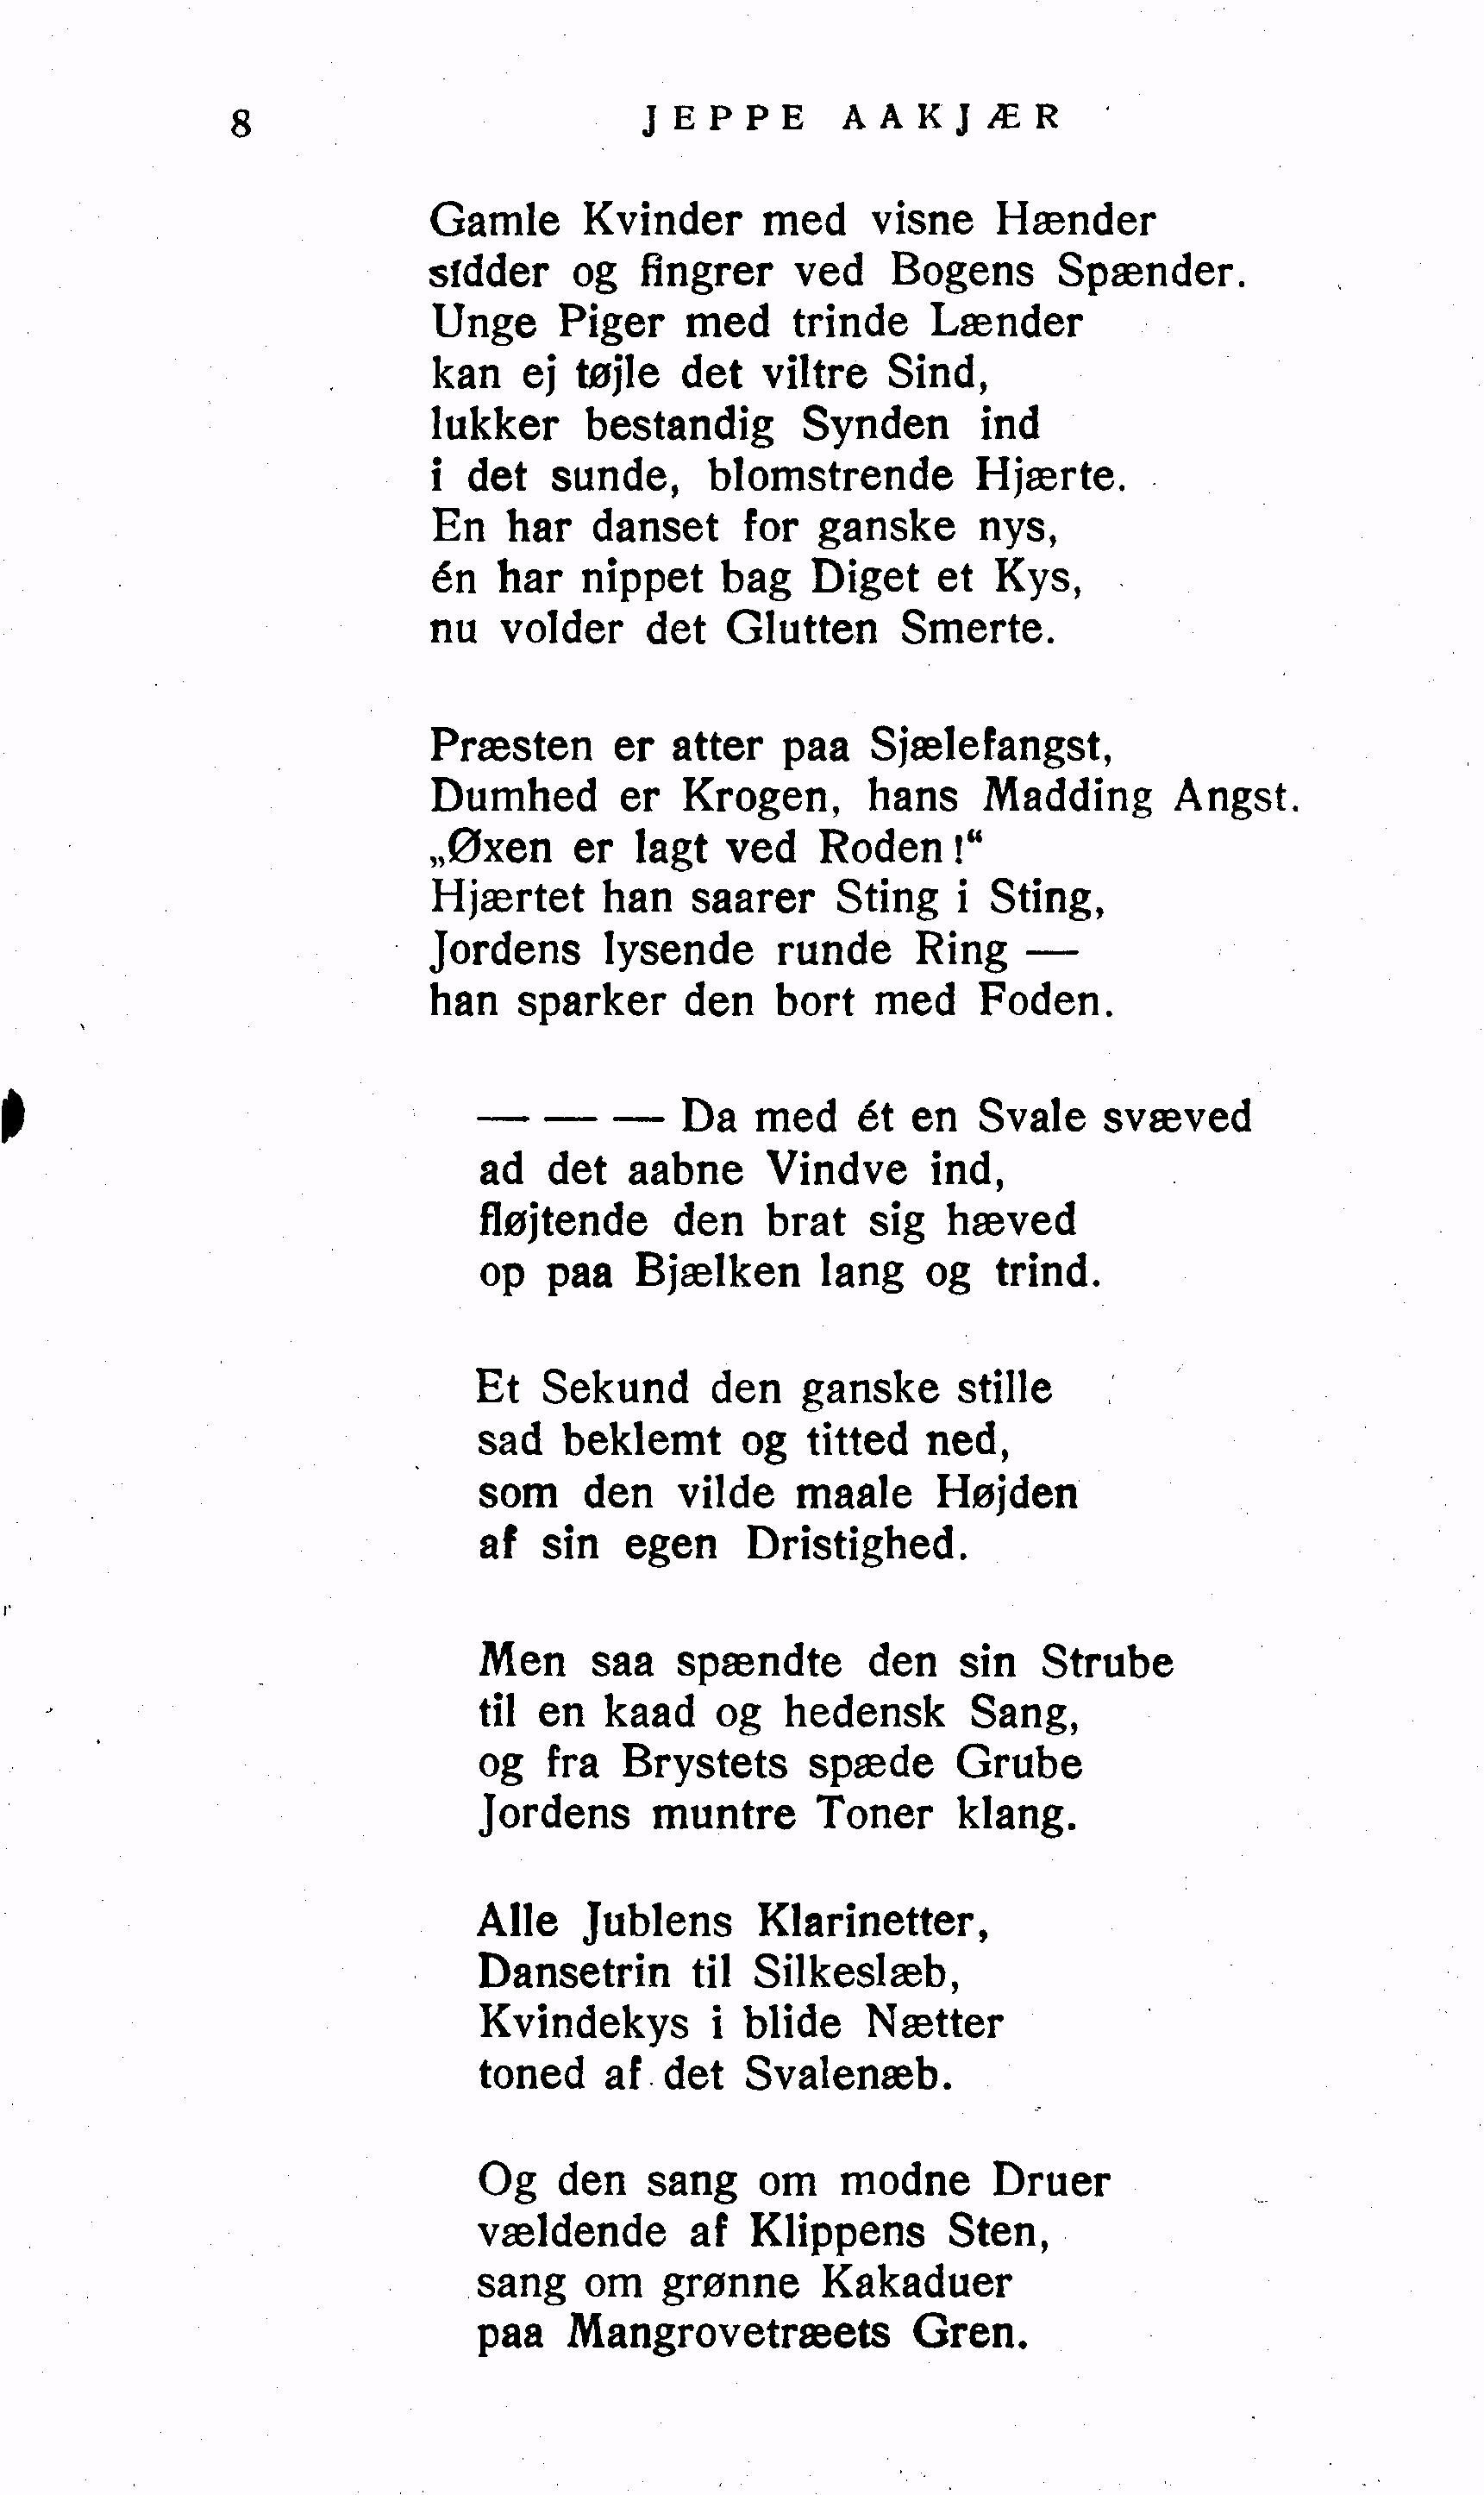 8 JEPPE AAKJÆR
Gamle Kvinder med visne Hænder
sidder og fingrer ved Bogens Spænder.
Unge Piger med trinde Lænder
kan ej tøjle det viltre Sind,
lukker bestandig Synden ind
i det sunde, blomstrende Hjærte.
En har danset for ganske nys,
én har nippet bag Diget et Kys,
nu volder det Glutten Smerte.
Præsten er atter paa Sjælefangst,
Dumhed er Krogen, hans Madding Angst.
„Øxen er lagt ved Roden!“
Hjærtet han saarer Sting i Sting,
Jordens lysende runde Ring —
han sparker den bort med Foden.
— — — Da med ét en Svale svæved
ad det aabne Vindve ind,
fløjtende den brat sig hæved
op paa Bjælken lang og trind.
Et Sekund den ganske stille
sad beklemt og titted ned,
som den vilde maale Højden
af sin egen Dristighed.
Men saa spændte den sin Strube
til en kaad og hedensk Sang,
og fra Brystets spæde Grube
Jordens muntre Toner klang.
Alle Jublens Klarinetter,
Dansetrin til Silkeslæb,
Kvindekys i blide Nætter
toned af det Svalenæb.
Og den sang om modne Druer
vældende af Klippens Sten,
sang om grønne Kakaduer
paa Mangrovetræets Gren.